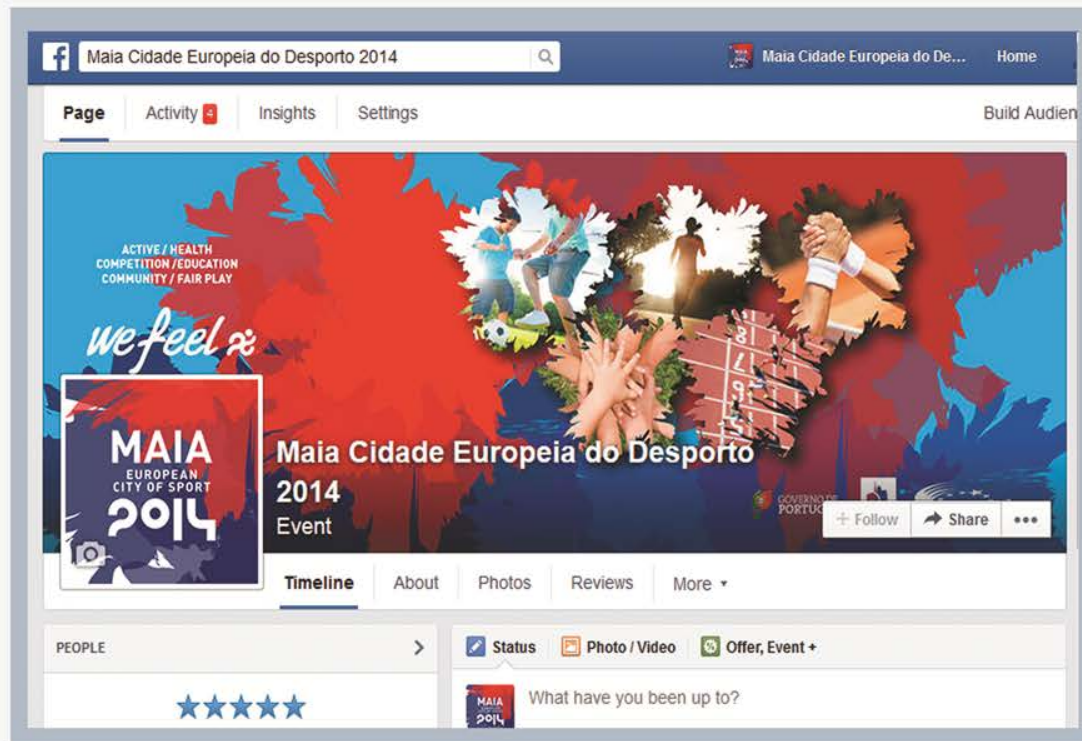 Maia Cidade Europeia do Desporto 2014
Maia Cidade Europeia do De...
Home
Page
Activity 4
Insights
Settings
Build Audien
ACTIVE / HEALTH
COMPETITION / EDUCATION
COMMUNITY / FAIR PLAY
we feel
MAIA
EUROPEAN
CITY OF SPORT
2014
Maia Cidade Europeia do Desporto
2014
Event
GOVERNO DE
PORTUG
+ Follow
Share
Timeline
About
Photos
Reviews
More
PEOPLE
Status
Photo / Video
Offer, Event +
MAIA
2014
What have you been up to?